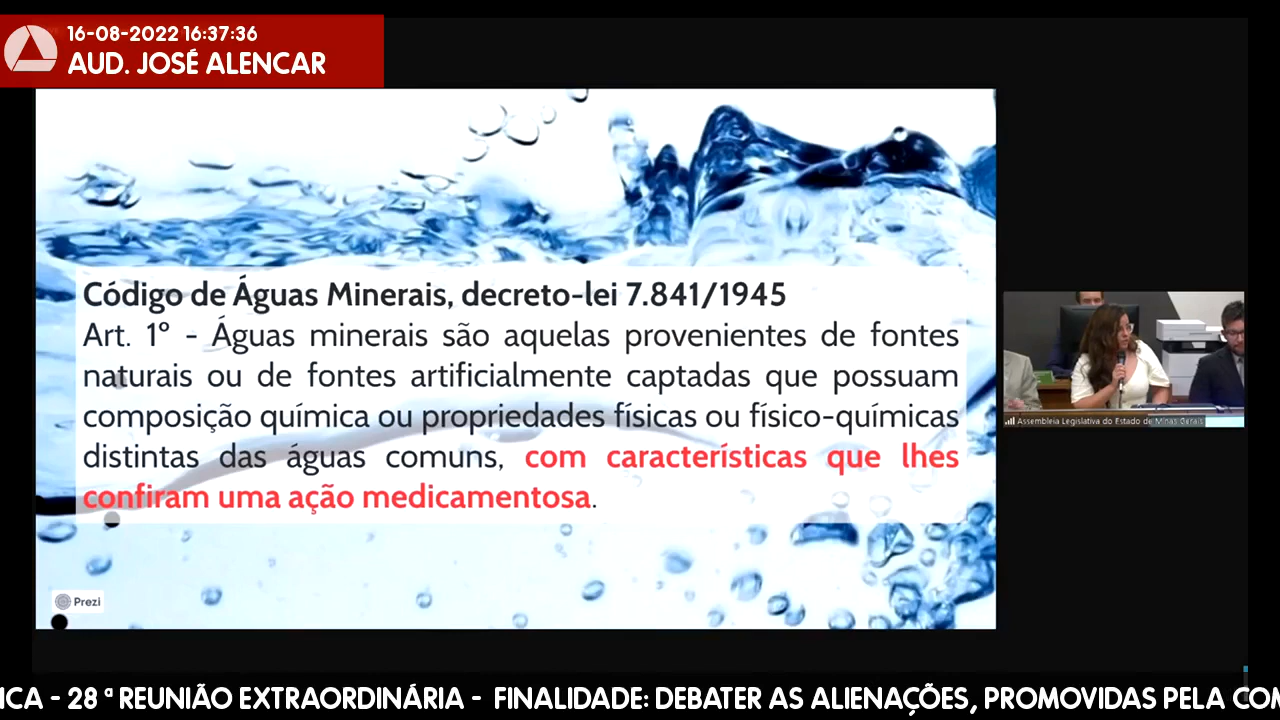 16-08-2022 16:37:36
AUD. JOSÉ ALENCAR
Código de Águas Minerais, decreto-lei 7.841/1945
Art. 1º - Águas minerais são aquelas provenientes de fontes
naturais ou de fontes artificialmente captadas que possuam
composição química ou propriedades físicas ou físico-químicas
distintas das águas comuns, com características que lhes
confiram uma ação medicamentosa.
Prezi
Assembleia Legislativa do Estado de Minas Gerais
ICA - 28ª REUNIÃO EXTRAORDINÁRIA - FINALIDADE: DEBATER AS ALIENAÇÕES, PROMOVIDAS PELA COM